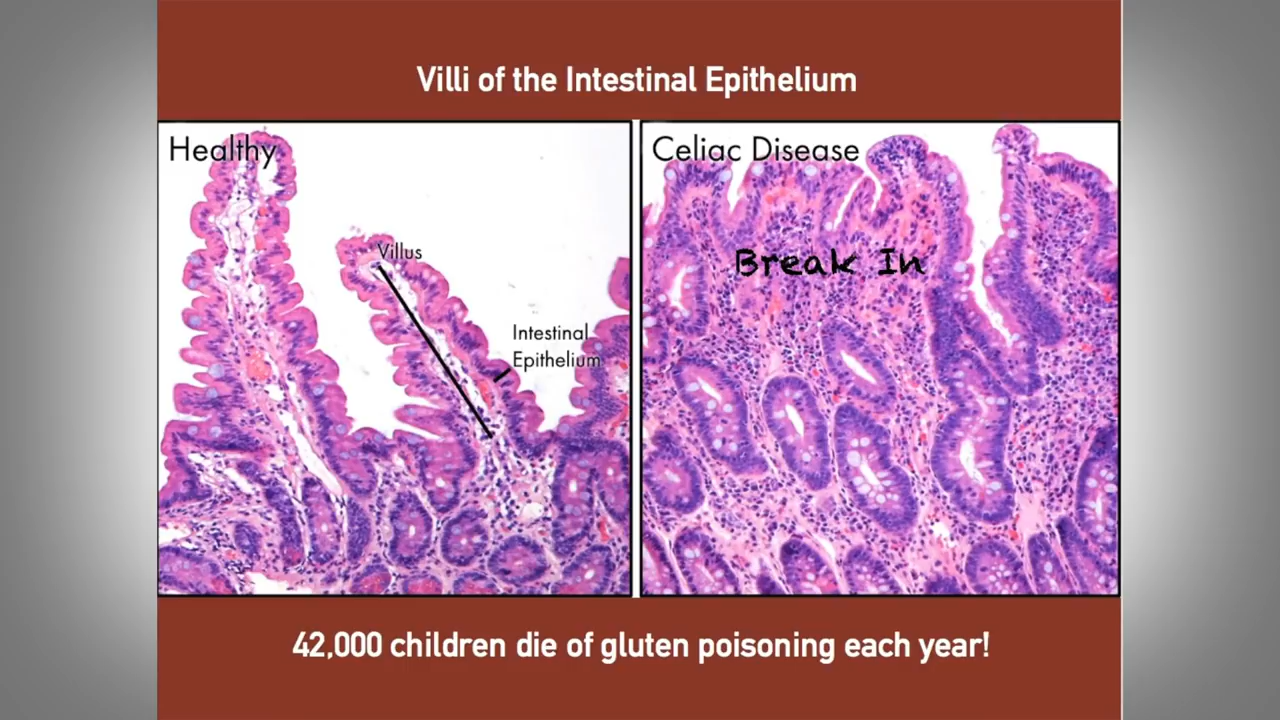 Villi of the Intestinal Epithelium
Healthy
Villus
Intestinal
Epithelium
Celiac Disease
Break In
42,000 children die of gluten poisoning each year!